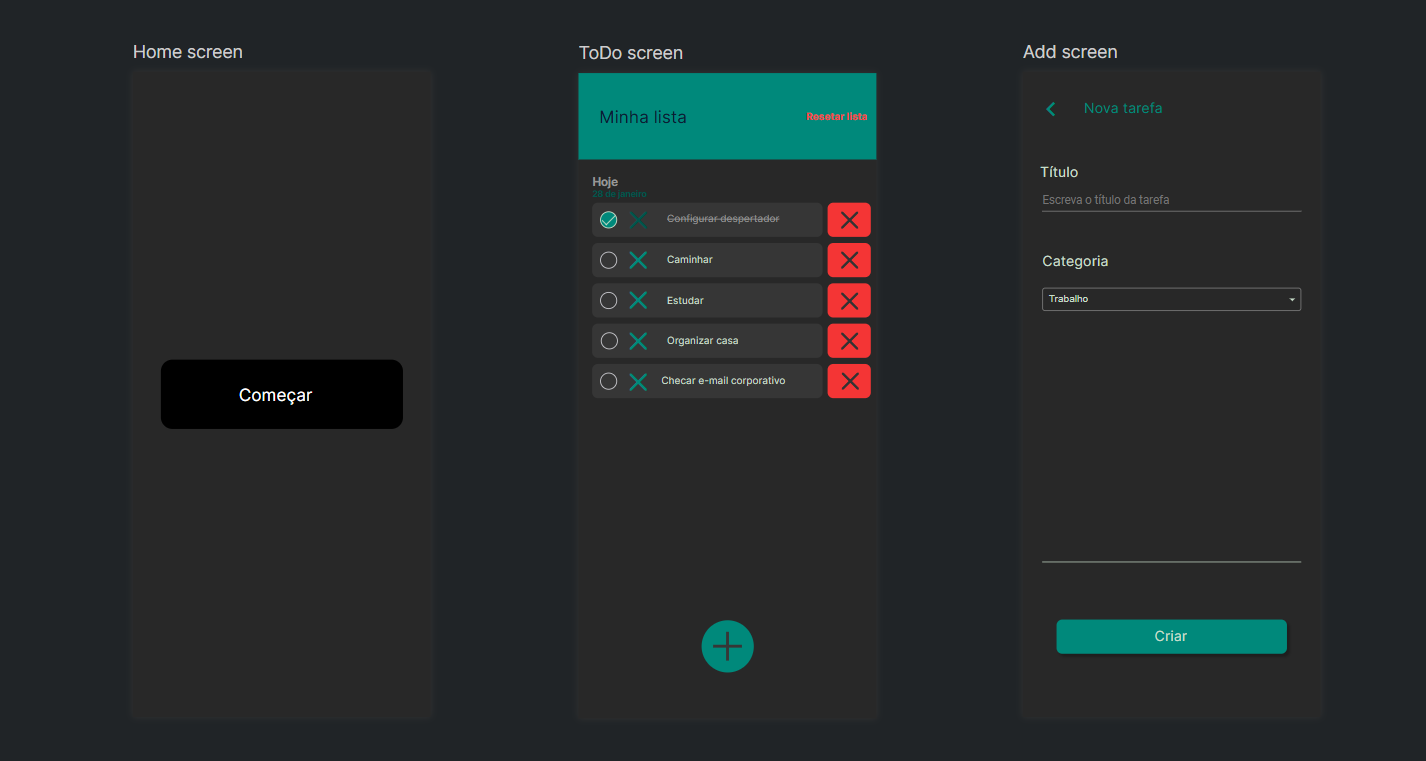 Home screen
Começar
ToDo screen
Minha lista
Resetar lista
Hoje
28 de janeiro
Configurar despertador
Caminhar
Estudar
Organizar casa
Checar e-mail corporativo
Add screen
Nova tarefa
Título
Escreva o título da tarefa
Categoria
Trabalho
Criar